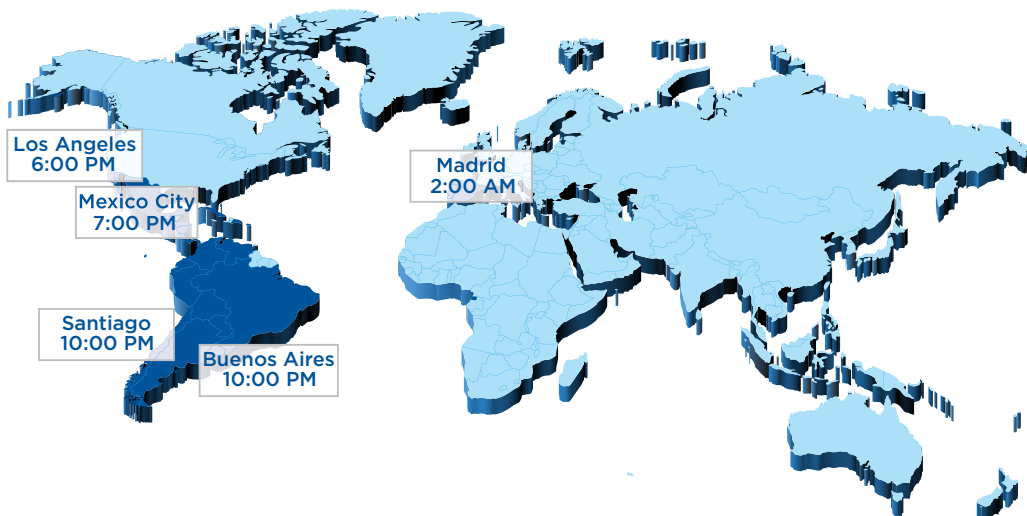 Los Angeles
6:00 PM
Madrid
2:00 AM
Mexico City
7:00 PM
Santiago
10:00 PM
Buenos Aires
10:00 PM